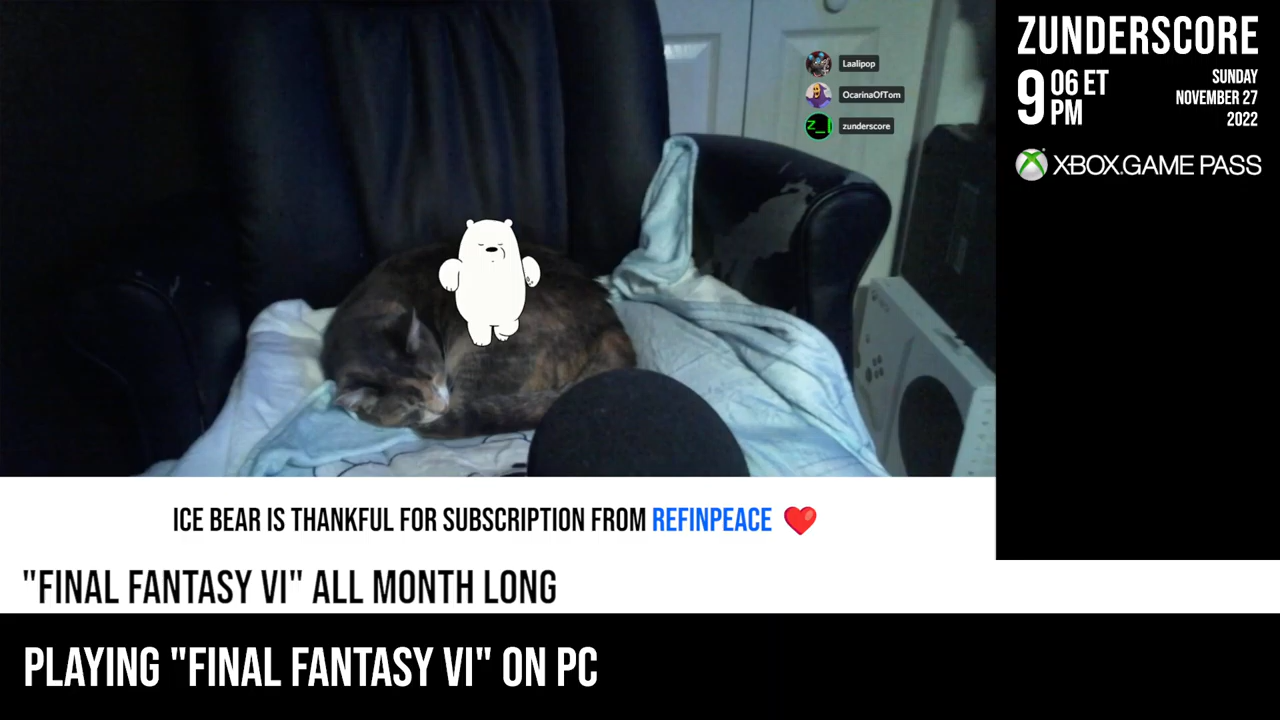 Laalipop
OcarinaOfTom
zunderscore
ZUNDERSCORE
9 06 ET PM
SUNDAY
NOVEMBER 27
2022
XBOX GAME PASS
ICE BEAR IS THANKFUL FOR SUBSCRIPTION FROM REFINPEACE
"FINAL FANTASY VI" ALL MONTH LONG
PLAYING "FINAL FANTASY VI" ON PC